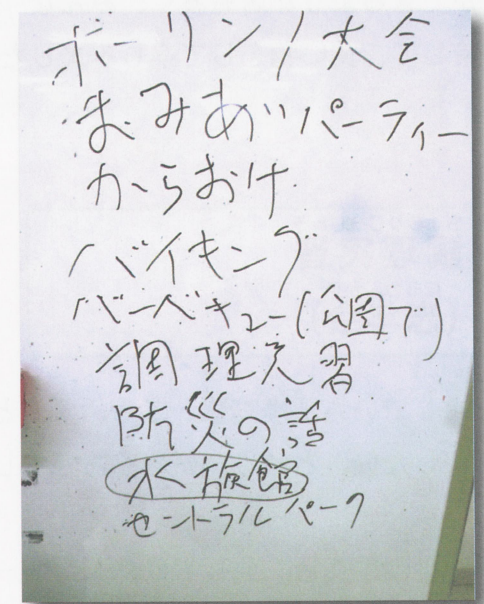 ボーリング大会
おみあいパーティー
からおけ
バイキング
バーベキュー(公園で)
調理実習
防災の話
水族館
セントラルパーク